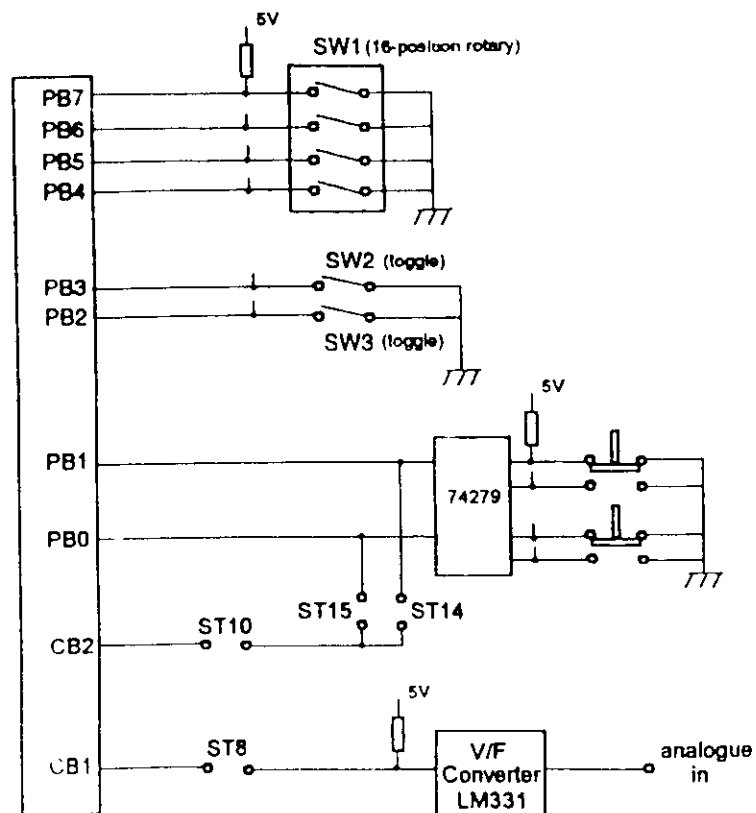 5V
SW1 (16-position rotary)
PB7
PB6
PB5
PB4
SW2 (toggle)
PB3
PB2
SW3 (toggle)
5V
PB1
74279
PB0
ST15 ST14
ST10
CB2
5V
ST8
V/F
Converter
LM331
analogue
in
CB1